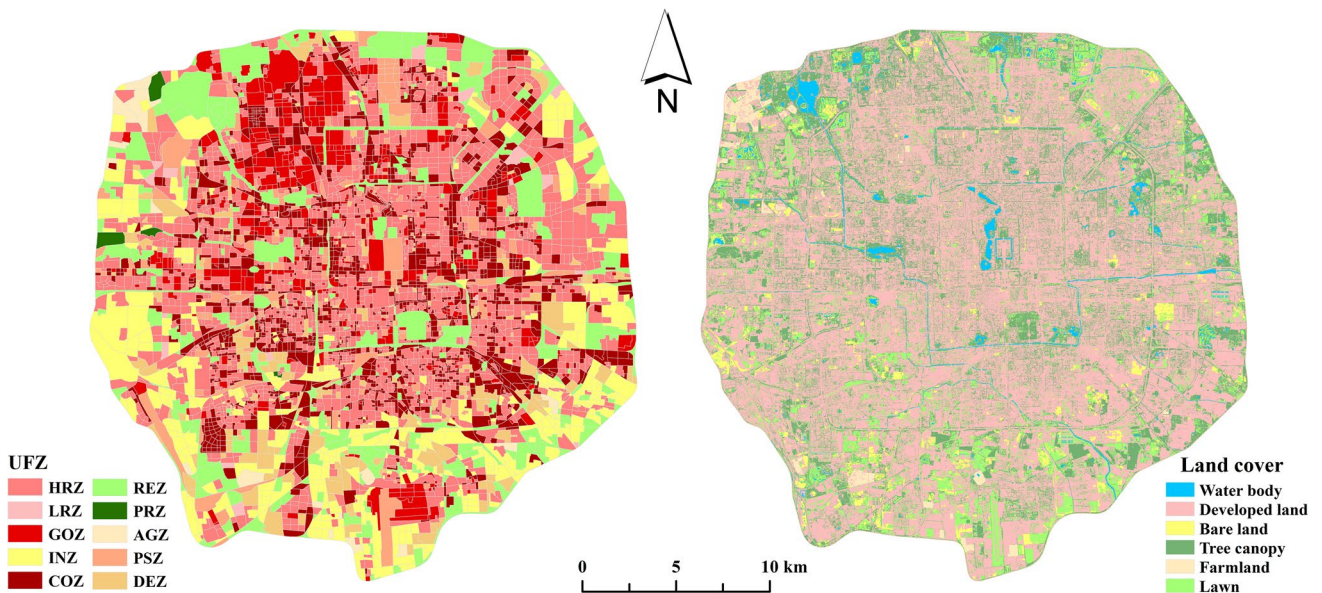 N
UFZ
HRZ REZ
LRZ PRZ
GOZ AGZ
INZ PSZ
COZ DEZ
0 5 10 km
Land cover
Water body
Developed land
Bare land
Tree canopy
Farmland
Lawn